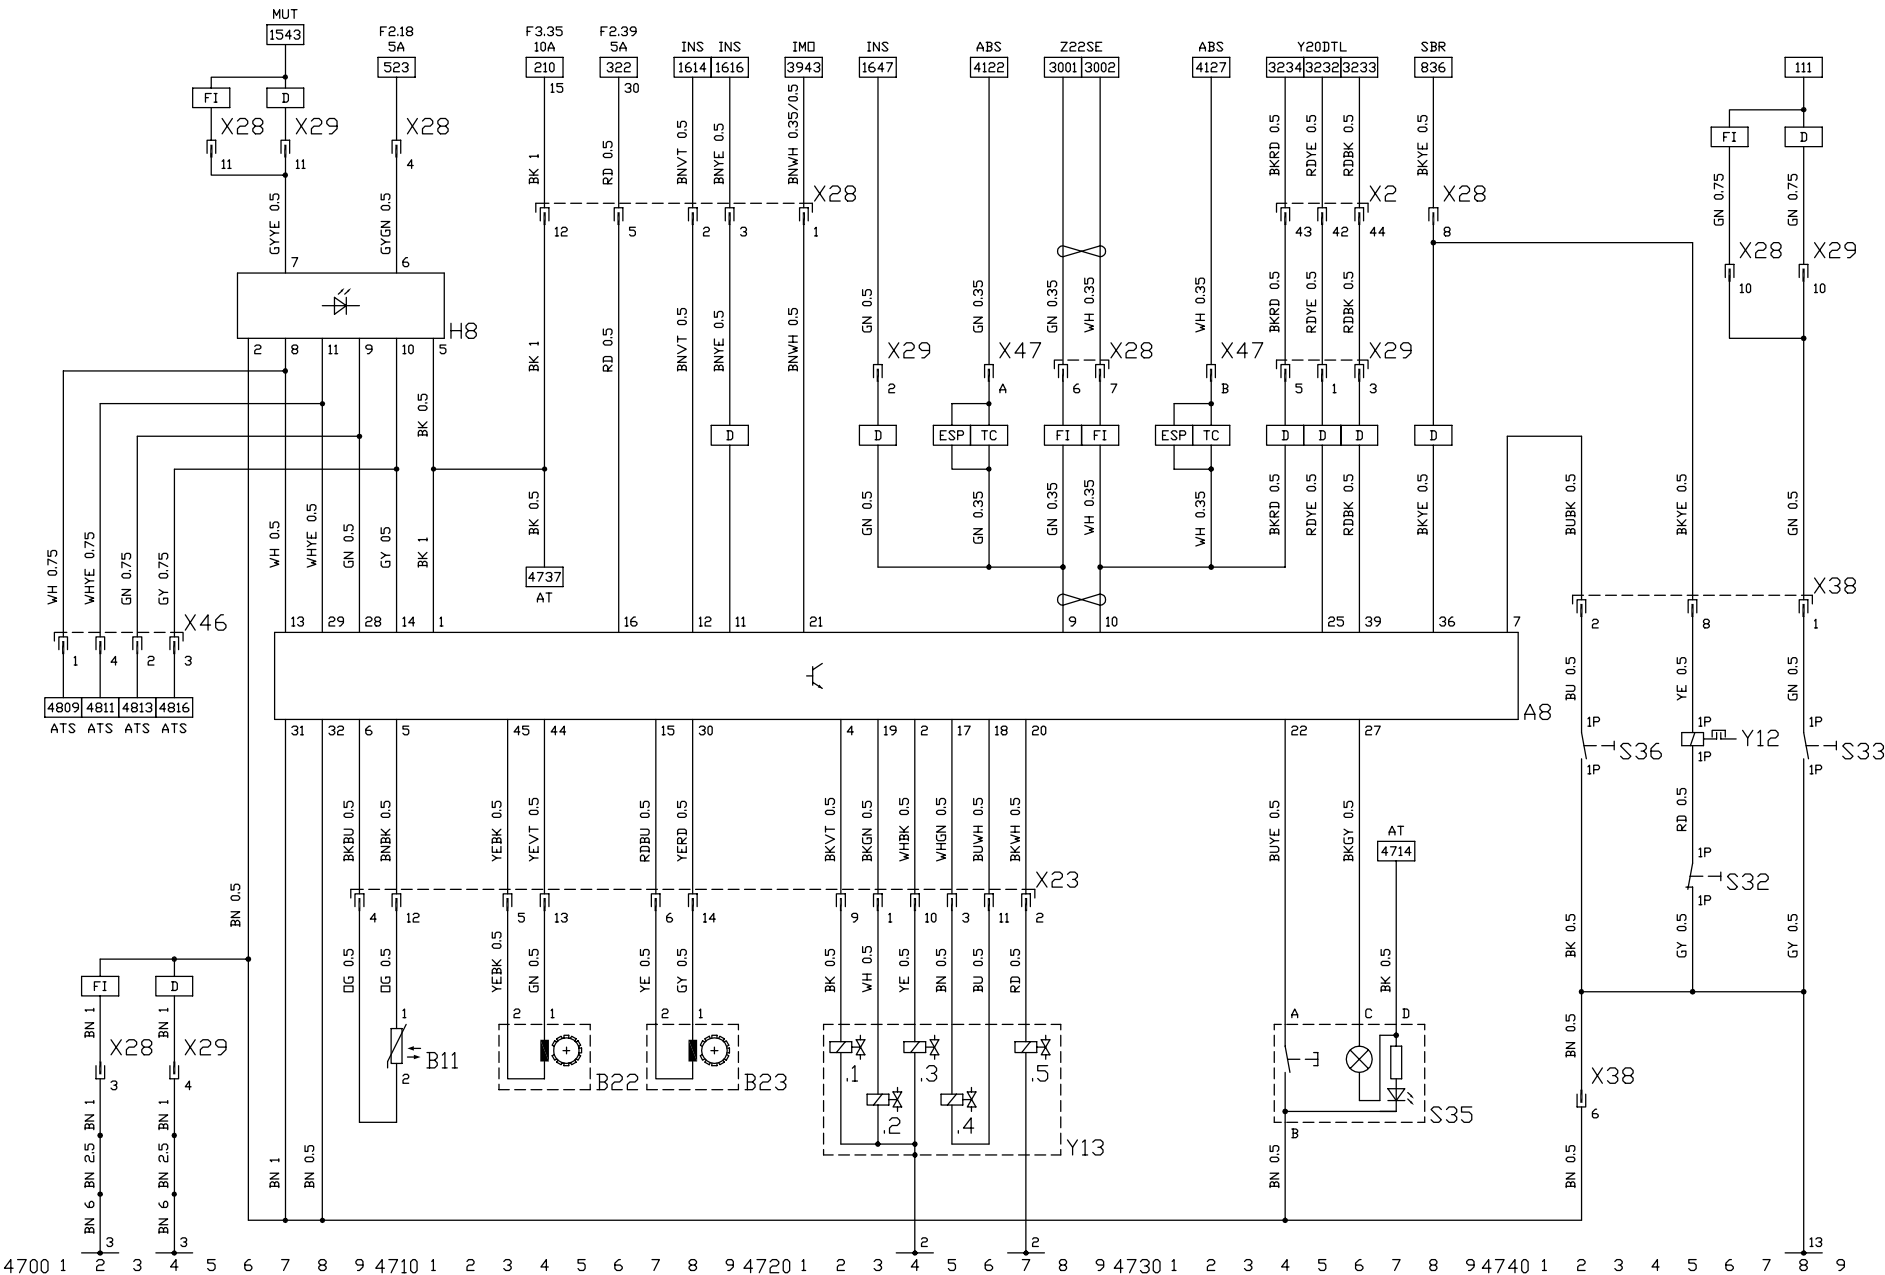 MUT
1543
F2.18
5A
523
F3.35
10A
210
15
F2.39
5A
322
30
INS INS
1614 1616
IMO
3943
INS
1647
ABS
4122
Z22SE
3001 3002
ABS
4127
Y20DTL
3234 3232 3233
SBR
836
111
FI D
X28 X29 X28
11 11 4
FI D
GYYE 0.5
GYGN 0.5
BK 1
RD 0.5
BNVT 0.5
BNYE 0.5
BNWH 0.35/0.5
BKRD 0.5
RDYE 0.5
RDBK 0.5
BKYE 0.5
GN 0.75
GN 0.75
X28 X2 X28
12 5 2 3 1 43 42 44 8
X28 X29
10 10
7 6
H8
2 8 11 9 10 5
BK 1
RD 0.5
BNVT 0.5
BNYE 0.5
BNWH 0.5
GN 0.5
GN 0.35
GN 0.35
WH 0.35
WH 0.35
BKRD 0.5
RDYE 0.5
RDBK 0.5
X29 X47 X28 X47 X29
2 A 6 7 B 5 1 3
BK 0.5
D D ESP TC FI FI ESP TC D D D D
WH 0.75
WHYE 0.75
GN 0.75
GY 0.75
WH 0.5
WHYE 0.5
GN 0.5
GY 05
BK 1
BK 0.5
GN 0.5
GN 0.35
GN 0.35
WH 0.35
WH 0.35
BKRD 0.5
RDYE 0.5
RDBK 0.5
BKYE 0.5
BUBK 0.5
BKYE 0.5
GN 0.5
4737
AT
X46 X38
1 4 2 3
13 29 28 14 1 16 12 11 21 9 10 25 39 36 7
2 8 1
4809 4811 4813 4816
ATS ATS ATS ATS
A8
BU 0.5
YE 0.5
GN 0.5
31 32 6 5 45 44 15 30 4 19 2 17 18 20 22 27
1P 1P 1P
S36 Y12 S33
1P 1P 1P
BKBU 0.5
BNBK 0.5
YEBK 0.5
YEVT 0.5
RDBU 0.5
YERD 0.5
BKVT 0.5
BKGN 0.5
WHBK 0.5
WHGN 0.5
BUWH 0.5
BKWH 0.5
BUYE 0.5
BKGY 0.5
AT
4714
RD 0.5
1P
S32
1P
X23
4 12 5 13 6 14 9 1 10 3 11 2
BN 0.5
OG 0.5
OG 0.5
YEBK 0.5
GN 0.5
YE 0.5
GY 0.5
BK 0.5
WH 0.5
YE 0.5
BN 0.5
BU 0.5
RD 0.5
BK 0.5
BK 0.5
GY 0.5
GY 0.5
FI D
BN 1
BN 1
X28 X29
3 4
1
B11
2
2 1
B22
2 1
B23
.1 .3 .5
.2 .4
Y13
A C D
S35
B
BN 0.5
X38
6
BN 1
BN 1
BN 2.5
BN 2.5
BN 6
BN 6
BN 1
BN 0.5
BN 0.5
BN 0.5
3 3 2 2 13
4700 1 2 3 4 5 6 7 8 9 4710 1 2 3 4 5 6 7 8 9 4720 1 2 3 4 5 6 7 8 9 4730 1 2 3 4 5 6 7 8 9 4740 1 2 3 4 5 6 7 8 9